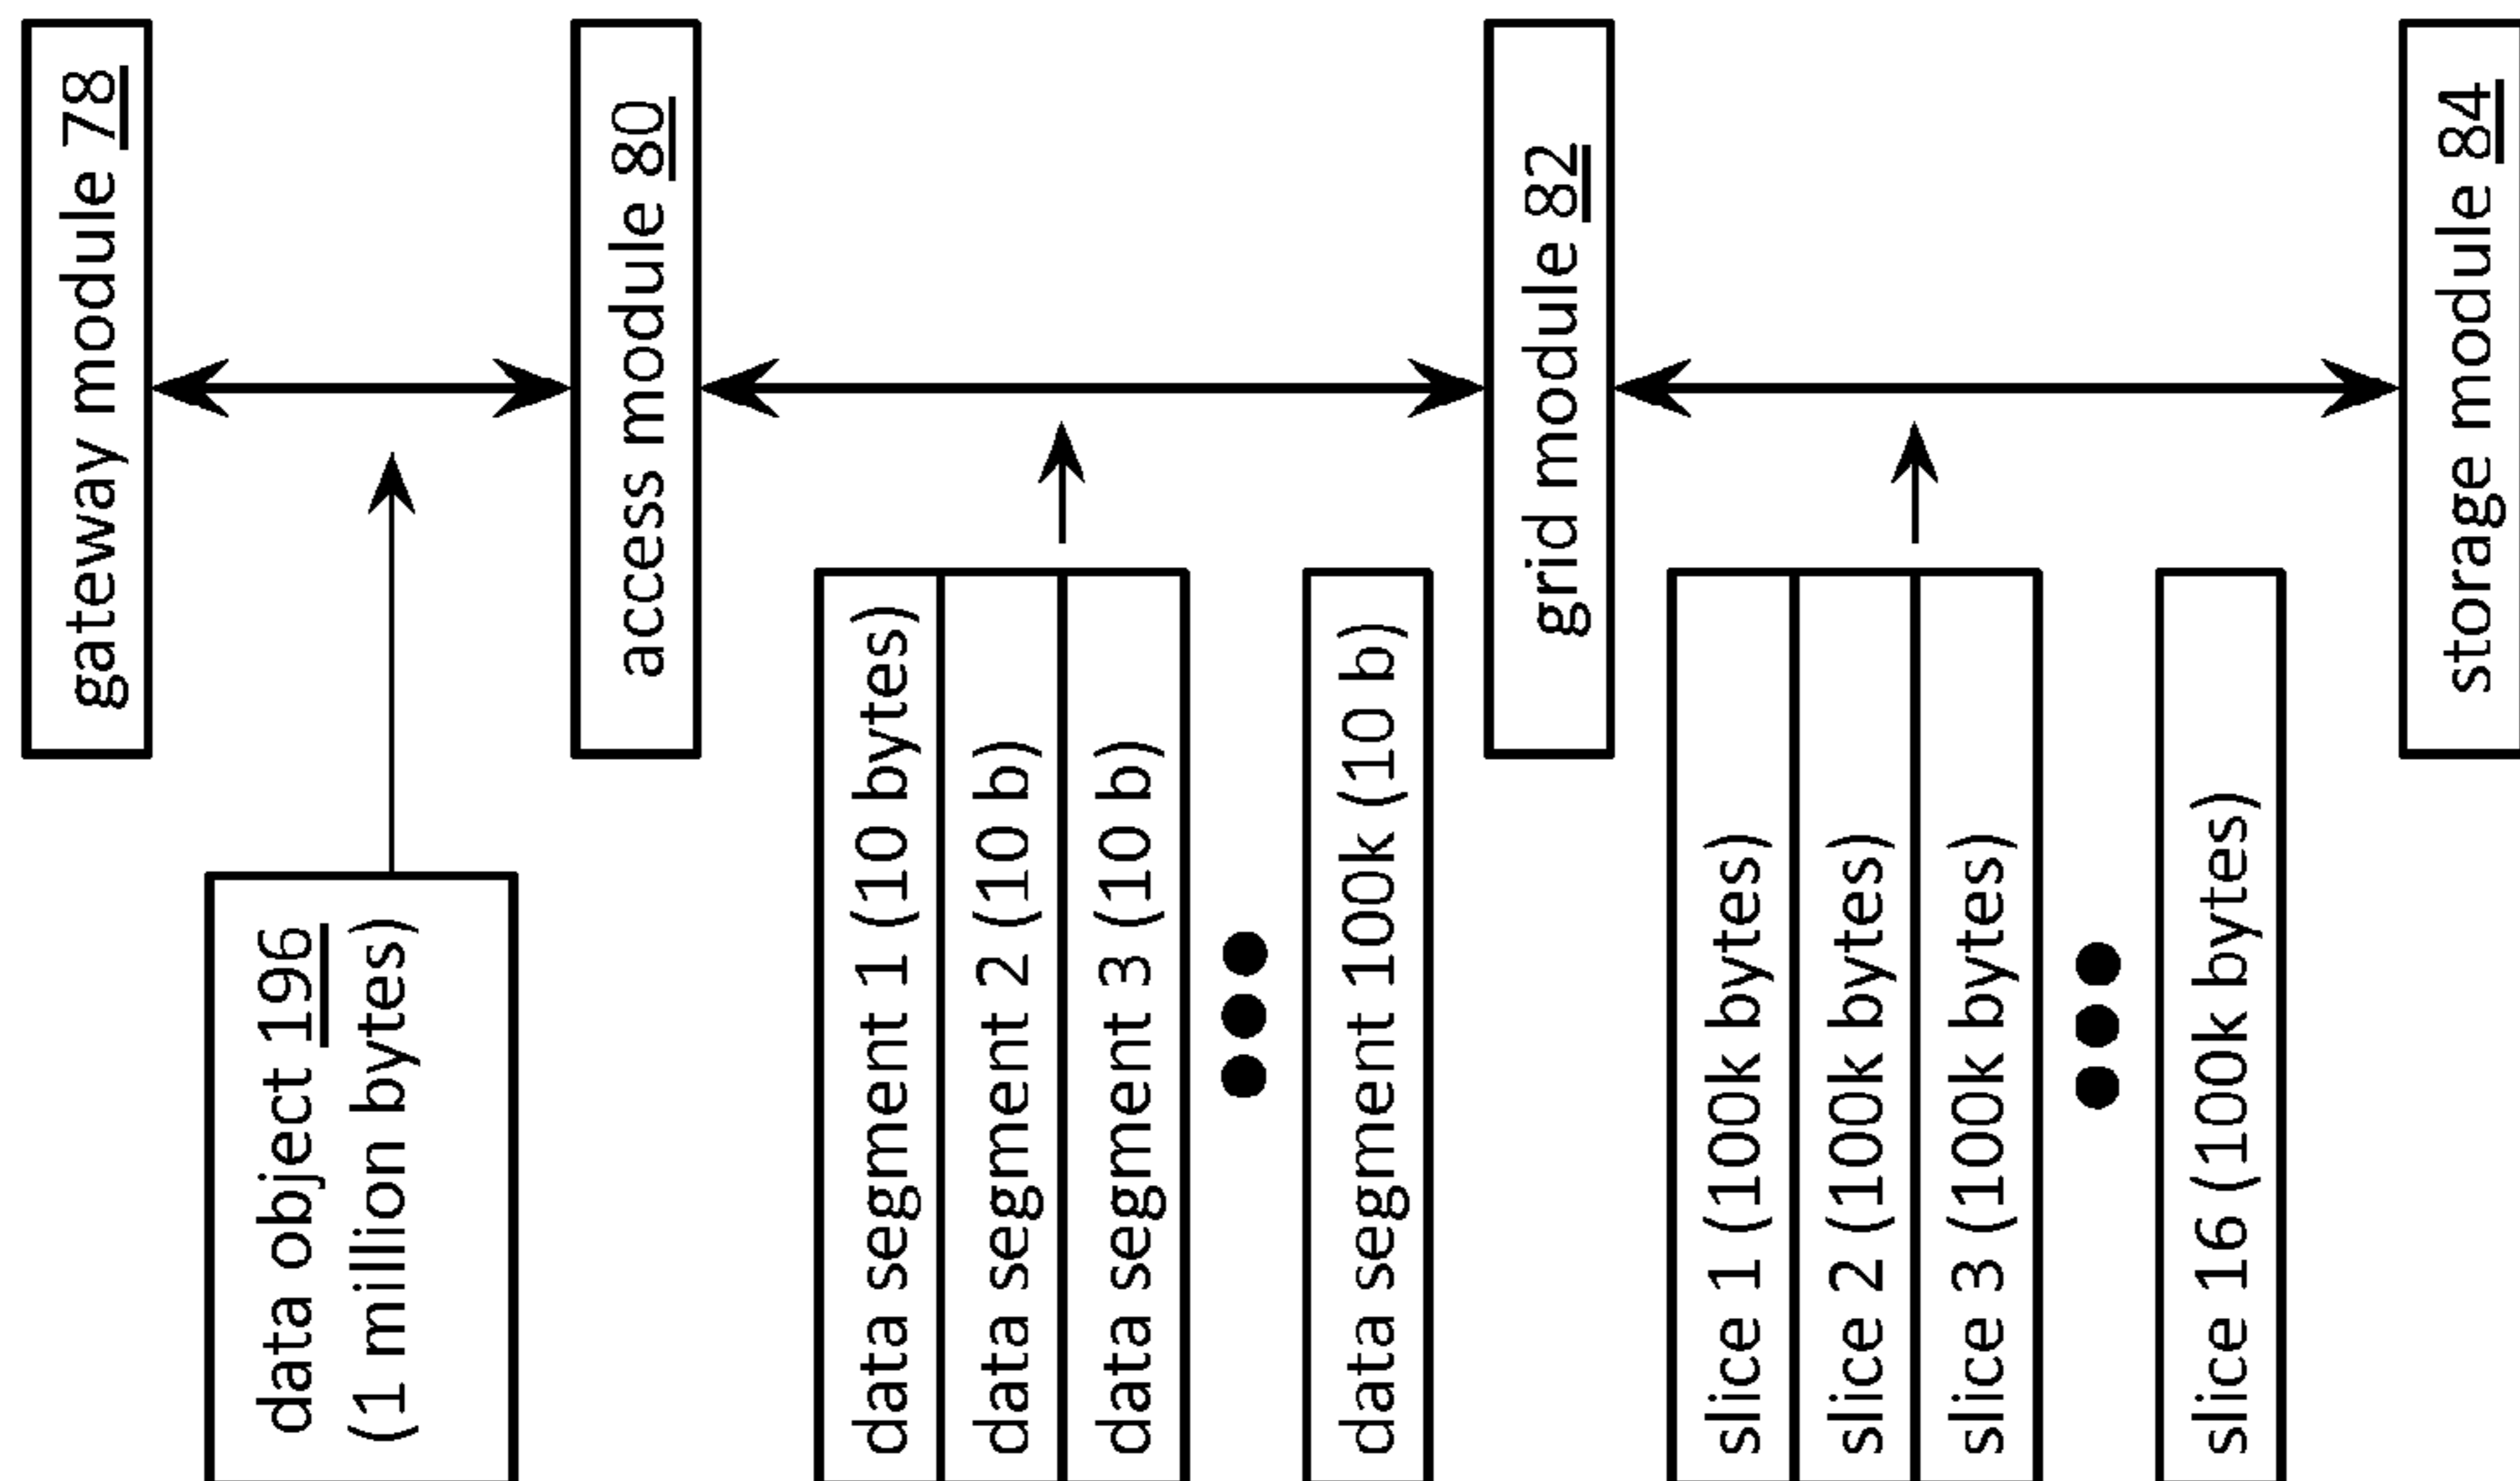 gateway module 78
data object 196
(1 million bytes)
access module 80
data segment 1 (10 bytes)
data segment 2 (10 b)
data segment 3 (10 b)
data segment 100k (10 b)
grid module 82
slice 1 (100k bytes)
slice 2 (100k bytes)
slice 3 (100k bytes)
slice 16 (100k bytes)
storage module 84